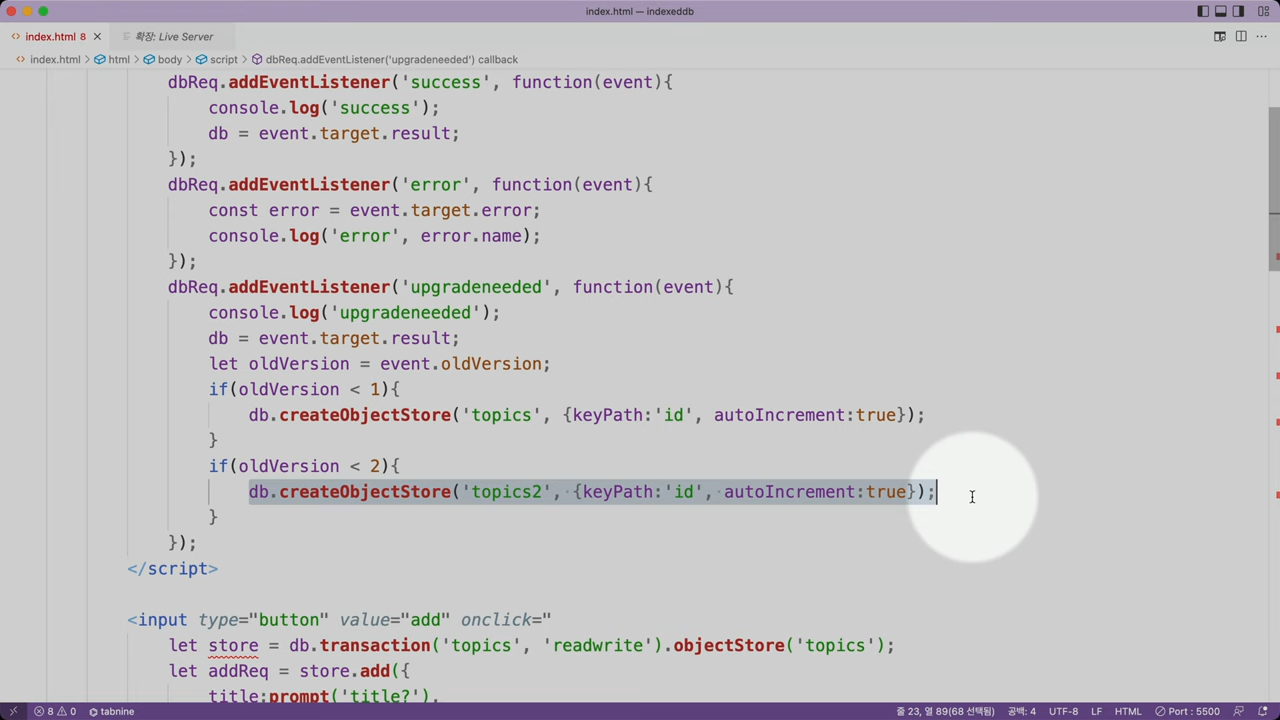 index.html — indexeddb
index.html 8
확장: Live Server
index.html > html > body > script > dbReq.addEventListener('upgradeneeded') callback
dbReq.addEventListener('success', function(event){
console.log('success');
db = event.target.result;
});
dbReq.addEventListener('error', function(event){
const error = event.target.error;
console.log('error', error.name);
});
dbReq.addEventListener('upgradeneeded', function(event){
console.log('upgradeneeded');
db = event.target.result;
let oldVersion = event.oldVersion;
if(oldVersion < 1){
db.createObjectStore('topics', {keyPath:'id', autoIncrement:true});
}
if(oldVersion < 2){
db.createObjectStore('topics2', {keyPath:'id', autoIncrement:true});
}
});
</script>
<input type="button" value="add" onclick="
let store = db.transaction('topics', 'readwrite').objectStore('topics');
let addReq = store.add({
title:prompt('title?'),
8 0 tabnine 줄 23, 열 89(68 선택됨) 공백: 4 UTF-8 LF HTML Port : 5500